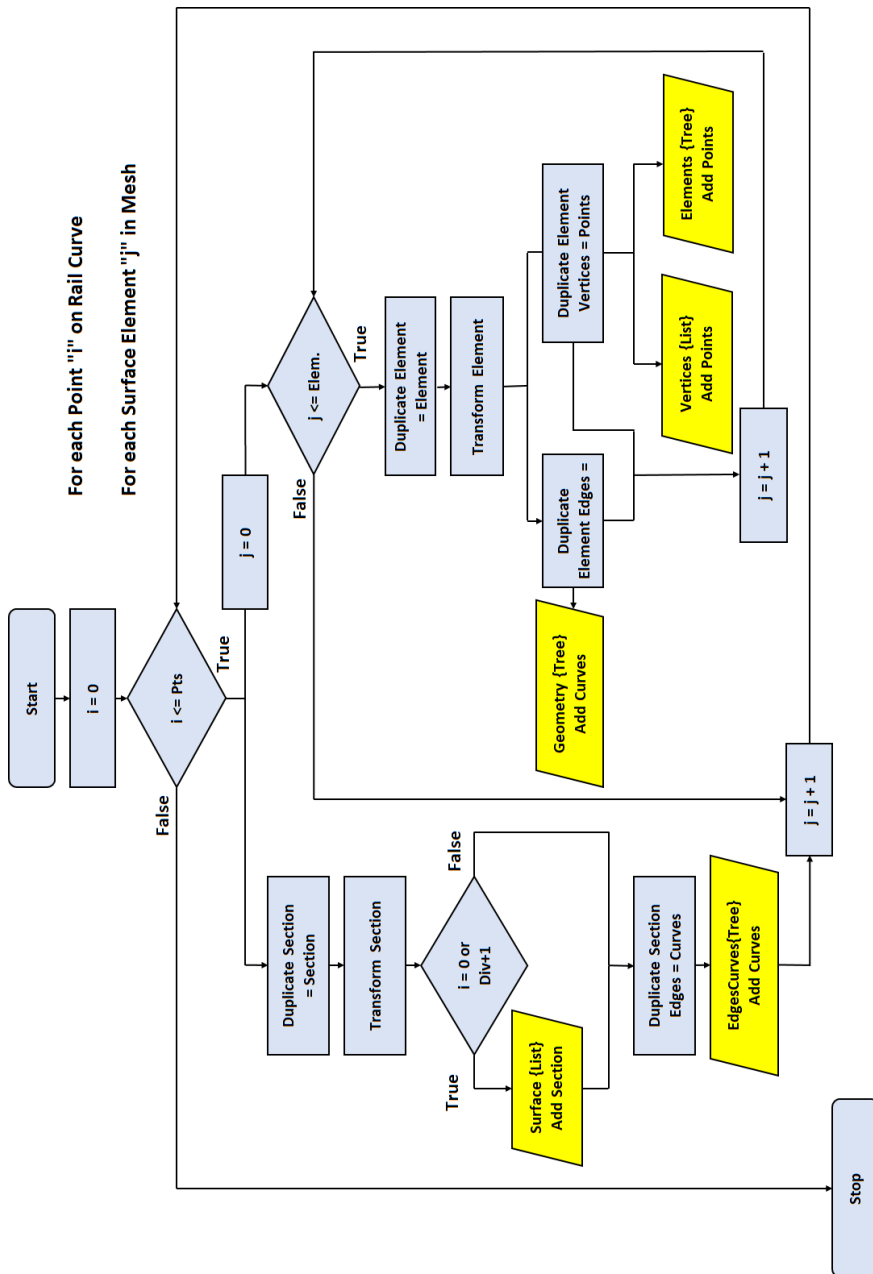 Start
For each Point "i" on Rail Curve
For each Surface Element "j" in Mesh
i = 0
i <= Pts
False
True
j = 0
j <= Elem.
False
True
Duplicate Section
= Section
Transform Section
i = 0 or
Div+1
True
False
Surface {List}
Add Section
Duplicate Section
Edges = Curves
EdgesCurves{Tree}
Add Curves
Duplicate Element
= Element
Transform Element
Duplicate
Element Edges =
Duplicate Element
Vertices = Points
Geometry {Tree}
Add Curves
Vertices {List}
Add Points
Elements {Tree}
Add Points
j = j + 1
j = j + 1
Stop